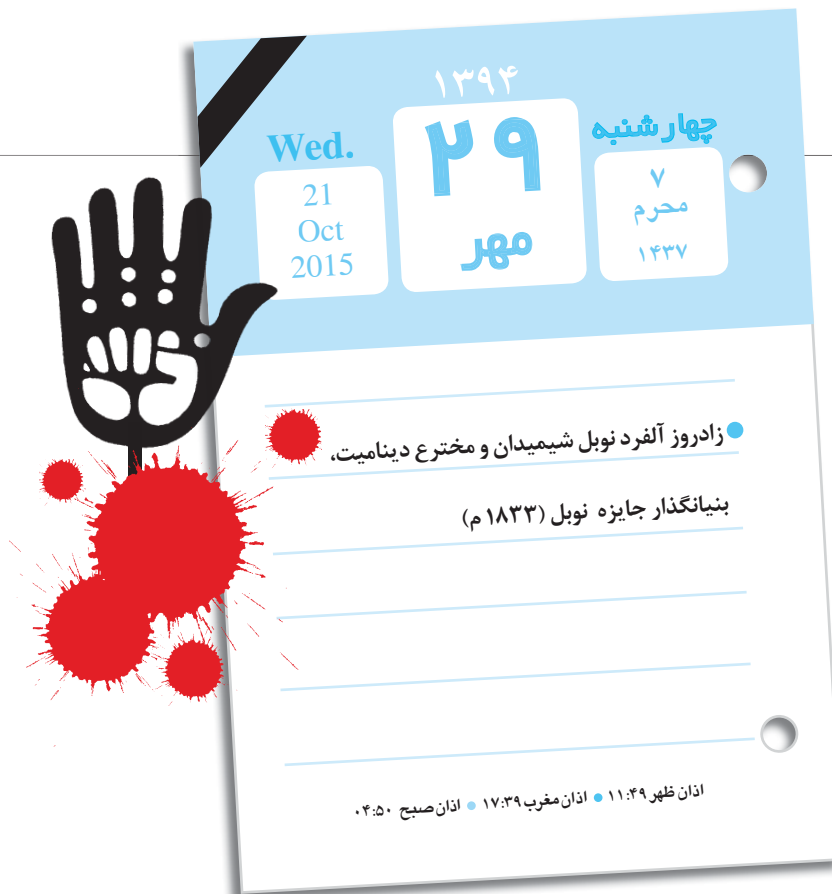 ۱۳۹۴
چهارشنبه
۷
محرم
۱۴۳۷
۲۹
مهر
Wed.
21
Oct
2015
زادروز آلفرد نوبل شیمیدان و مخترع دینامیت،
بنیانگذار جایزه نوبل (۱۸۳۳ م)
اذان ظهر ۱۱:۴۹ • اذان مغرب ۱۷:۳۹ • اذان صبح ۰۴:۵۰